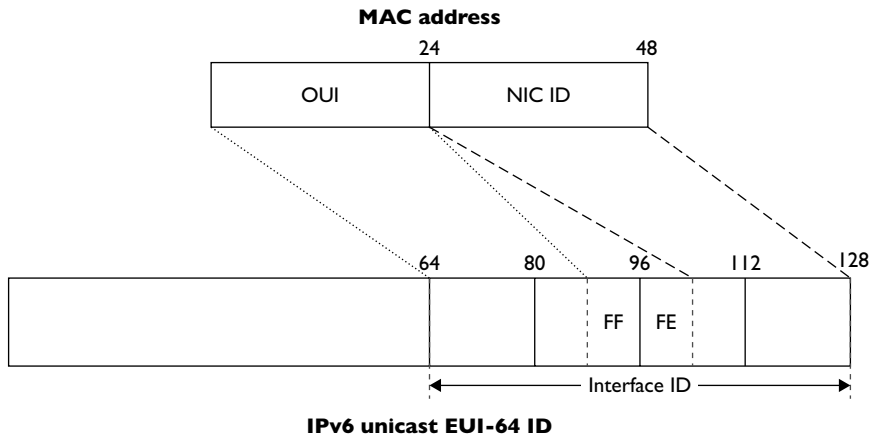 MAC address
24 48
OUI NIC ID
64 80 96 112 128
FF FE
Interface ID
IPv6 unicast EUI-64 ID